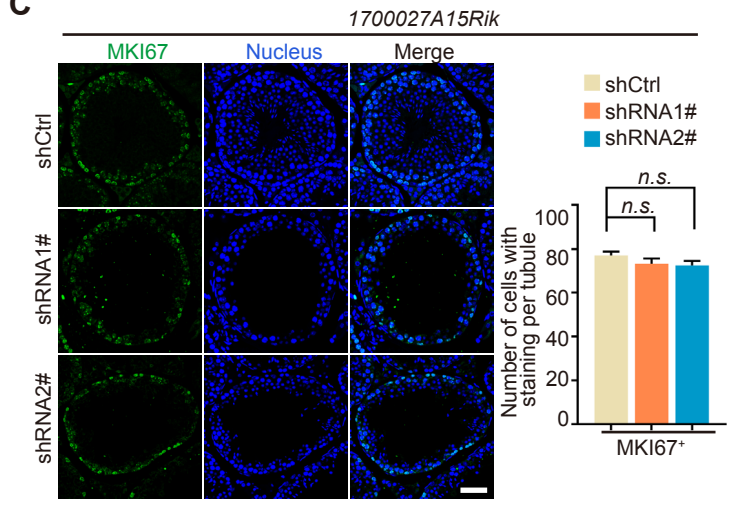 C
1700027A15Rik
MKI67 Nucleus Merge
shCtrl
shRNA1#
shRNA2#
shCtrl
shRNA1#
shRNA2#
n.s.
n.s.
Number of cells with
staining per tubule
100
80
60
40
20
0
MKI67⁺